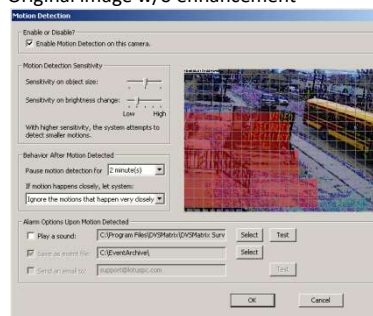 Original image w/o enhancement
Motion Detection
Enable or Disable?
Enable Motion Detection on this camera.
Motion Detection Sensitivity
Sensitivity on object size:
Sensitivity on brightness change:
Low High
With higher sensitivity, the system attempts to
detect smaller motions.
Behavior After Motion Detected
Pause motion detection for 2 minute(s)
If motion happens closely, let system:
Ignore the motions that happen very closely
Alarm Options Upon Motion Detected
Play a sound: C:\Program Files\DVSMatrix\DVSMatrix Surv Select Test
Save as event file: C:\EventArchive\ Select
Send an email to: Test
OK Cancel